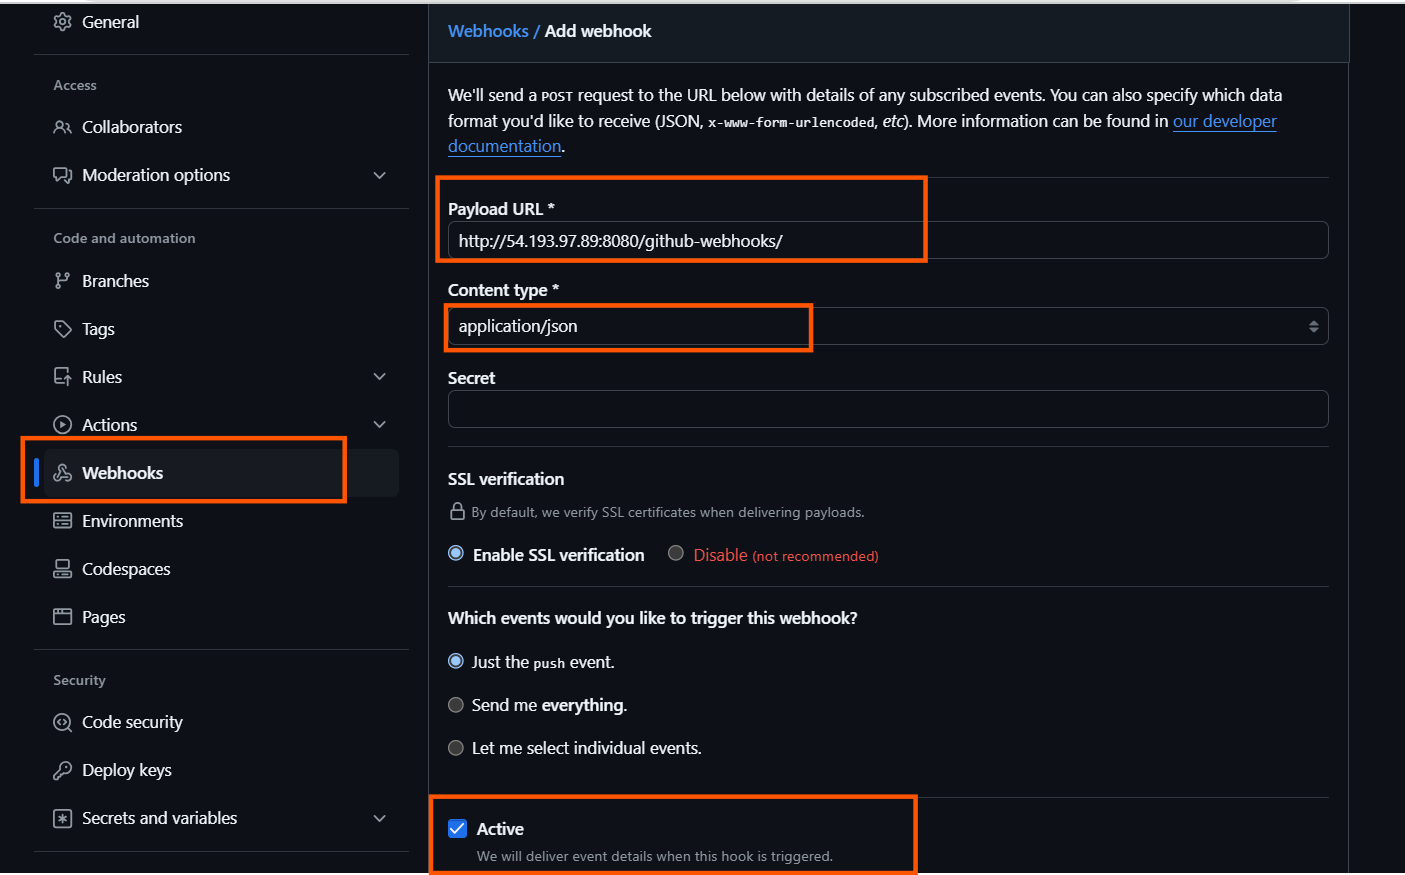 General
Access
Collaborators
Moderation options
Code and automation
Branches
Tags
Rules
Actions
Webhooks
Environments
Codespaces
Pages
Security
Code security
Deploy keys
Secrets and variables
Webhooks / Add webhook
We'll send a POST request to the URL below with details of any subscribed events. You can also specify which data
format you'd like to receive (JSON, x-www-form-urlencoded, etc). More information can be found in our developer
documentation.
Payload URL *
http://54.193.97.89:8080/github-webhooks/
Content type *
application/json
Secret
SSL verification
By default, we verify SSL certificates when delivering payloads.
Enable SSL verification Disable (not recommended)
Which events would you like to trigger this webhook?
Just the push event.
Send me everything.
Let me select individual events.
Active
We will deliver event details when this hook is triggered.